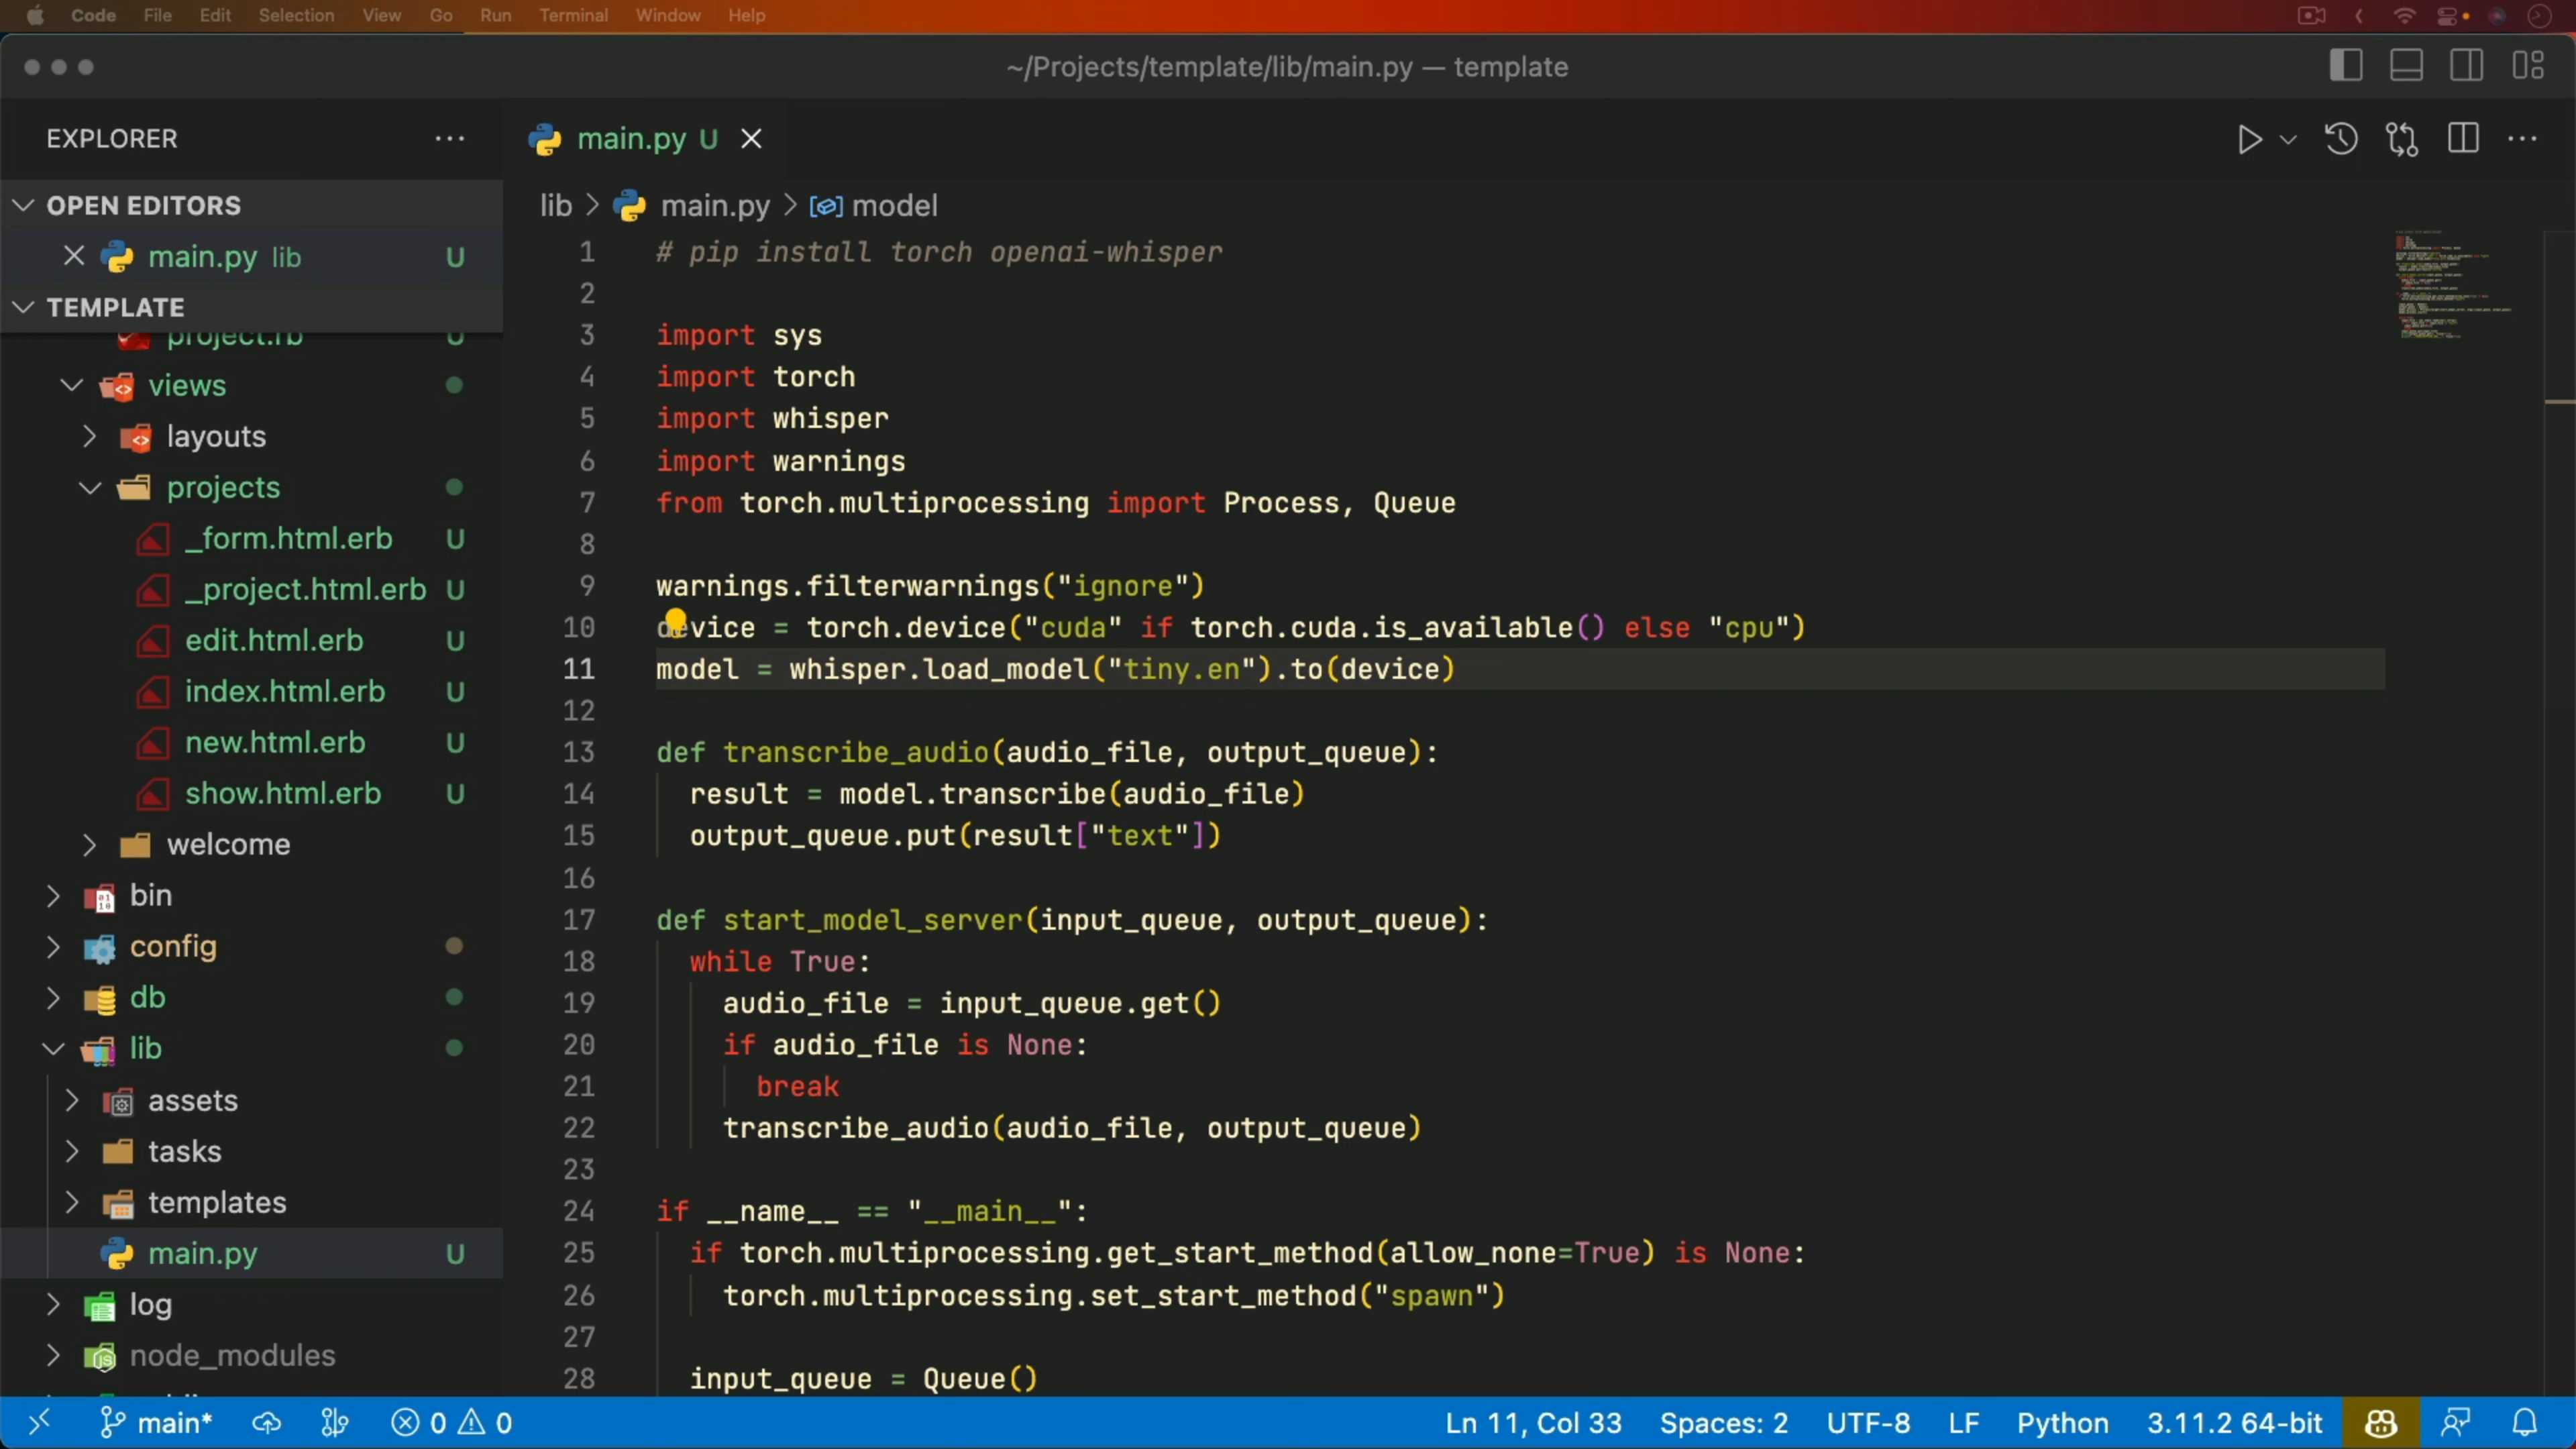 Code File Edit Selection View Go Run Terminal Window Help
~/Projects/template/lib/main.py — template
EXPLORER
OPEN EDITORS
main.py lib U
TEMPLATE
project.rb U
views
layouts
projects
_form.html.erb U
_project.html.erb U
edit.html.erb U
index.html.erb U
new.html.erb U
show.html.erb U
welcome
bin
config
db
lib
assets
tasks
templates
main.py U
log
node_modules
main.py U
lib > main.py > model
1 # pip install torch openai-whisper
2
3 import sys
4 import torch
5 import whisper
6 import warnings
7 from torch.multiprocessing import Process, Queue
8
9 warnings.filterwarnings("ignore")
10 device = torch.device("cuda" if torch.cuda.is_available() else "cpu")
11 model = whisper.load_model("tiny.en").to(device)
12
13 def transcribe_audio(audio_file, output_queue):
14 result = model.transcribe(audio_file)
15 output_queue.put(result["text"])
16
17 def start_model_server(input_queue, output_queue):
18 while True:
19 audio_file = input_queue.get()
20 if audio_file is None:
21 break
22 transcribe_audio(audio_file, output_queue)
23
24 if __name__ == "__main__":
25 if torch.multiprocessing.get_start_method(allow_none=True) is None:
26 torch.multiprocessing.set_start_method("spawn")
27
28 input_queue = Queue()
main* 0 0 Ln 11, Col 33 Spaces: 2 UTF-8 LF Python 3.11.2 64-bit